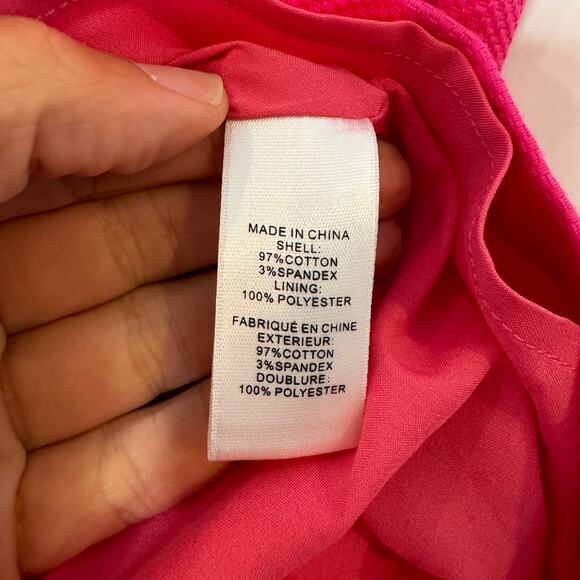 MADE IN CHINA
SHELL:
97%COTTON
3%SPANDEX
LINING:
100% POLYESTER
FABRIQUÉ EN CHINE
EXTERIEUR:
97%COTTON
3%SPANDEX
DOUBLURE:
100% POLYESTER